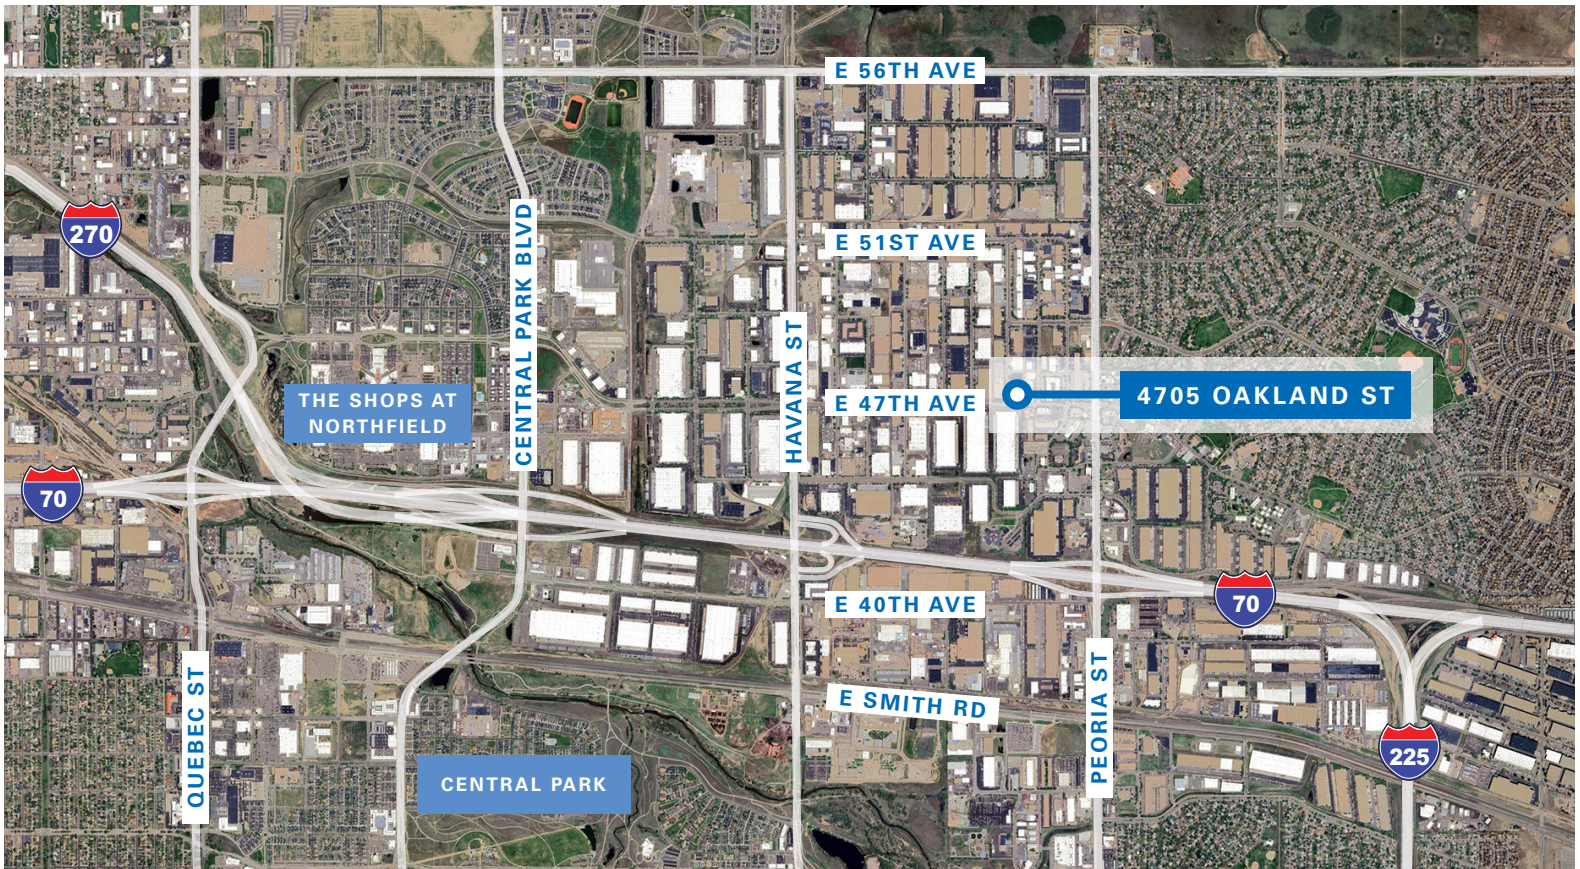 E 56TH AVE
270
CENTRAL PARK BLVD
E 51ST AVE
HAVANA ST
THE SHOPS AT
NORTHFIELD
E 47TH AVE
4705 OAKLAND ST
70
E 40TH AVE
70
QUEBEC ST
E SMITH RD
PEORIA ST
225
CENTRAL PARK